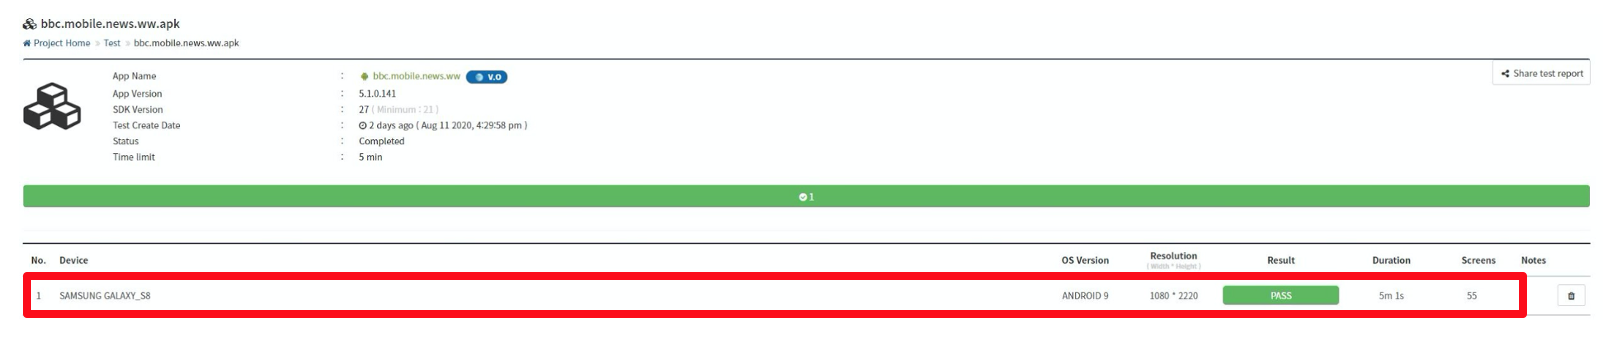 bbc.mobile.news.ww.apk
Project Home » Test » bbc.mobile.news.ww.apk
Share test report
App Name : bbc.mobile.news.ww V.O
App Version : 5.1.0.141
SDK Version : 27 ( Minimum : 21 )
Test Create Date : 2 days ago ( Aug 11 2020, 4:29:58 pm )
Status : Completed
Time limit : 5 min
1
No. Device OS Version Resolution Result Duration Screens Notes
( Width * Height )
1 SAMSUNG GALAXY_S8 ANDROID 9 1080 * 2220 PASS 5m 1s 55